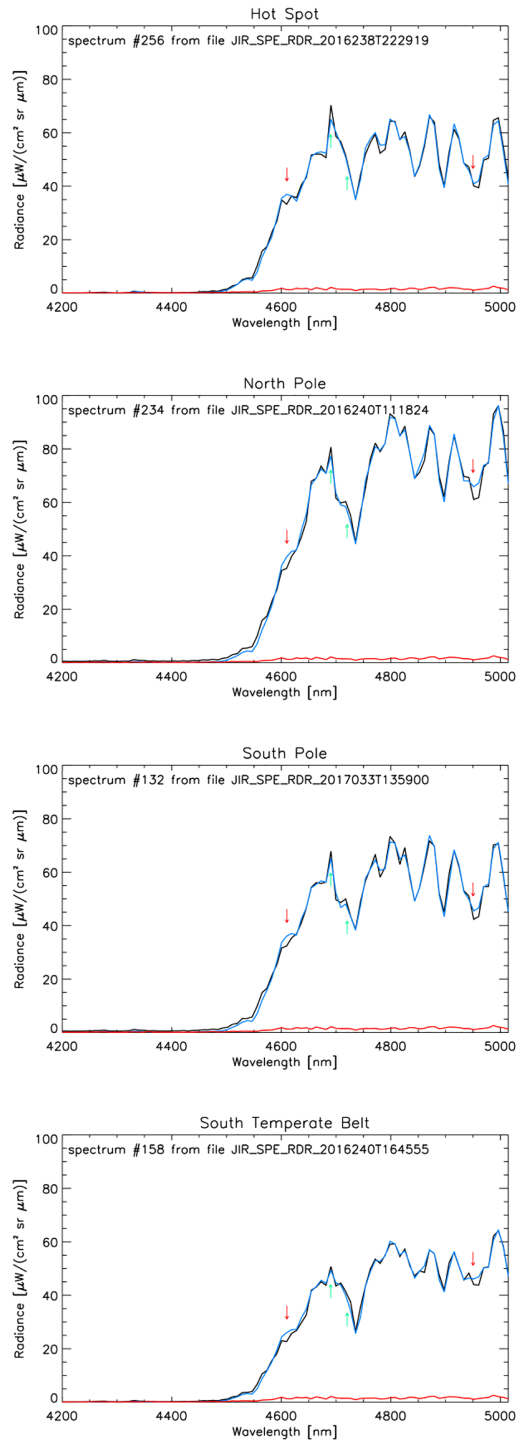 Hot Spot
spectrum #256 from file JIR_SPE_RDR_2016238T222919
Radiance [μW/(cm² sr μm)]
100
80
60
40
20
0
4200 4400 4600 4800 5000
Wavelength [nm]
North Pole
spectrum #234 from file JIR_SPE_RDR_2016240T111824
Radiance [μW/(cm² sr μm)]
100
80
60
40
20
0
4200 4400 4600 4800 5000
Wavelength [nm]
South Pole
spectrum #132 from file JIR_SPE_RDR_2017033T135900
Radiance [μW/(cm² sr μm)]
100
80
60
40
20
0
4200 4400 4600 4800 5000
Wavelength [nm]
South Temperate Belt
spectrum #158 from file JIR_SPE_RDR_2016240T164555
Radiance [μW/(cm² sr μm)]
100
80
60
40
20
0
4200 4400 4600 4800 5000
Wavelength [nm]